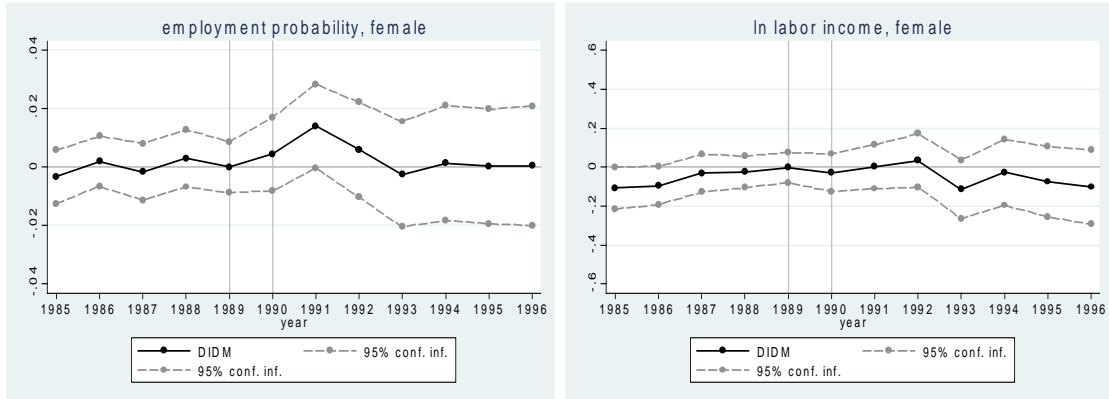 employment probability, female
.04
.02
0
-.02
-.04
1985 1986 1987 1988 1989 1990 1991 1992 1993 1994 1995 1996
year
DIDM
95% conf. inf.
95% conf. inf.
ln labor income, female
.6
.4
.2
0
-.2
-.4
-.6
1985 1986 1987 1988 1989 1990 1991 1992 1993 1994 1995 1996
year
DIDM
95% conf. inf.
95% conf. inf.